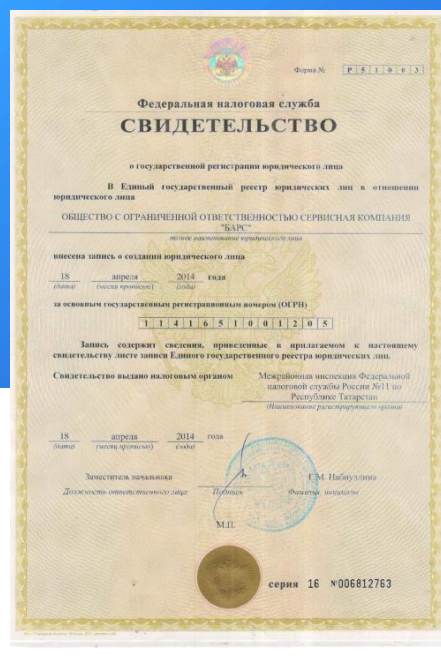 Форма № Р 5 1 0 0 3
Федеральная налоговая служба
СВИДЕТЕЛЬСТВО
о государственной регистрации юридического лица
В Единый государственный реестр юридических лиц в отношении
юридического лица
ОБЩЕСТВО С ОГРАНИЧЕННОЙ ОТВЕТСТВЕННОСТЬЮ СЕРВИСНАЯ КОМПАНИЯ
"БАРС"
полное наименование юридического лица
внесена запись о создании юридического лица
18 апреля 2014 года
(дата) (месяц прописью) (год)
за основным государственным регистрационным номером (ОГРН)
1 1 4 1 6 5 1 0 0 1 2 0 5
Запись содержит сведения, приведенные в прилагаемом к настоящему
свидетельству листе записи Единого государственного реестра юридических лиц.
Свидетельство выдано налоговым органом
Межрайонная инспекция Федеральной
налоговой службы России №11 по
Республике Татарстан
(Наименование регистрирующего органа)
18 апреля 2014 года
(дата) (месяц прописью) (год)
Заместитель начальника Г.М. Набиуллина
Должность ответственного лица Подпись Фамилия, инициалы
М.П.
серия 16 №006812763